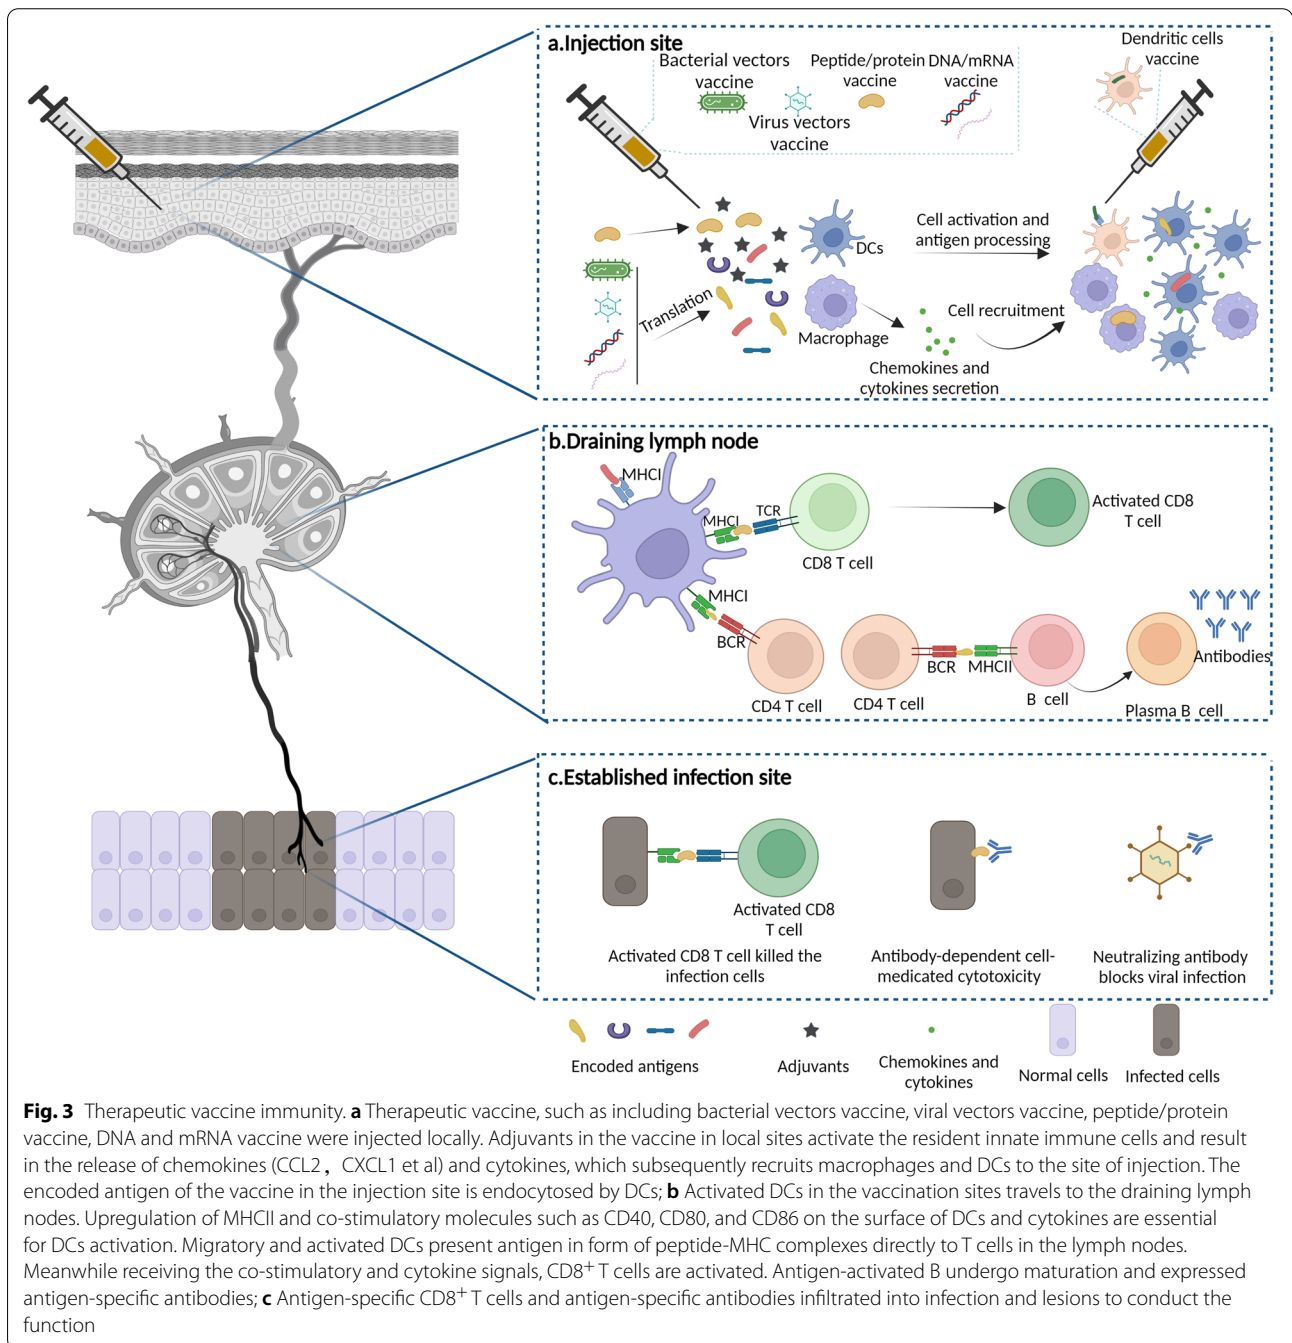 a.Injection site
Bacterial vectors
vaccine
Peptide/protein
vaccine
DNA/mRNA
vaccine
Virus vectors
vaccine
Dendritic cells
vaccine
DCs
Cell activation and
antigen processing
Translation
Macrophage
Cell recruitment
Chemokines and
cytokines secretion
b.Draining lymph node
MHCI
MHCI
TCR
CD8 T cell
Activated CD8
T cell
MHCI
BCR
CD4 T cell
CD4 T cell
BCR
MHCII
B cell
Plasma B cell
Antibodies
c.Established infection site
Activated CD8
T cell
Activated CD8 T cell killed the
infection cells
Antibody-dependent cell-
medicated cytotoxicity
Neutralizing antibody
blocks viral infection
Encoded antigens
Adjuvants
Chemokines and
cytokines
Normal cells
Infected cells
Fig. 3 Therapeutic vaccine immunity. a Therapeutic vaccine, such as including bacterial vectors vaccine, viral vectors vaccine, peptide/protein
vaccine, DNA and mRNA vaccine were injected locally. Adjuvants in the vaccine in local sites activate the resident innate immune cells and result
in the release of chemokines (CCL2， CXCL1 et al) and cytokines, which subsequently recruits macrophages and DCs to the site of injection. The
encoded antigen of the vaccine in the injection site is endocytosed by DCs; b Activated DCs in the vaccination sites travels to the draining lymph
nodes. Upregulation of MHCII and co-stimulatory molecules such as CD40, CD80, and CD86 on the surface of DCs and cytokines are essential
for DCs activation. Migratory and activated DCs present antigen in form of peptide-MHC complexes directly to T cells in the lymph nodes.
Meanwhile receiving the co-stimulatory and cytokine signals, CD8⁺ T cells are activated. Antigen-activated B undergo maturation and expressed
antigen-specific antibodies; c Antigen-specific CD8⁺ T cells and antigen-specific antibodies infiltrated into infection and lesions to conduct the
function